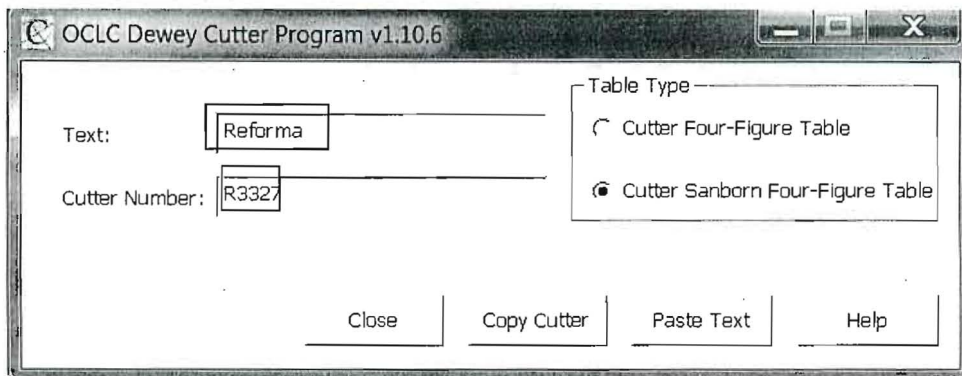 OCLC Dewey Cutter Program v1.10.6
Table Type
Text: Reforma
Cutter Four-Figure Table
Cutter Number: R3327
Cutter Sanborn Four-Figure Table
Close Copy Cutter Paste Text Help